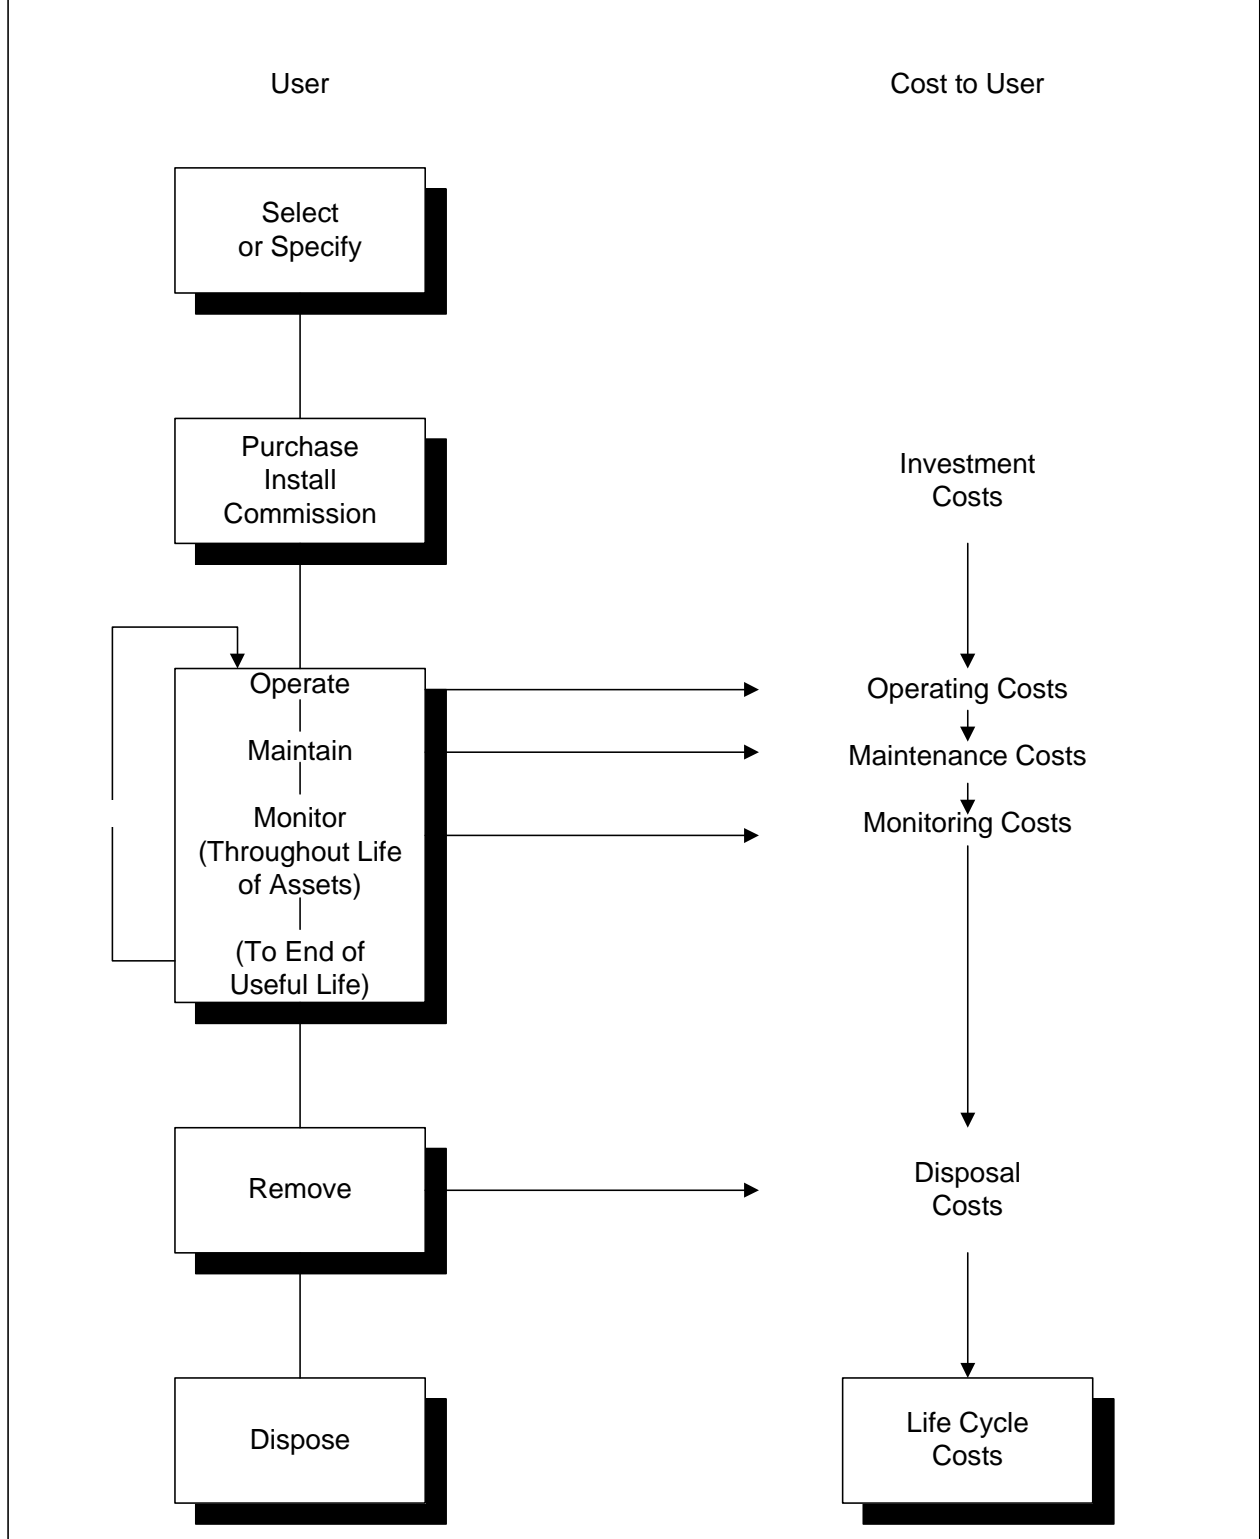 User
Cost to User
Select
or Specify
Purchase
Install
Commission
Investment
Costs
Operate
Maintain
Monitor
(Throughout Life
of Assets)
(To End of
Useful Life)
Operating Costs
Maintenance Costs
Monitoring Costs
Remove
Disposal
Costs
Dispose
Life Cycle
Costs